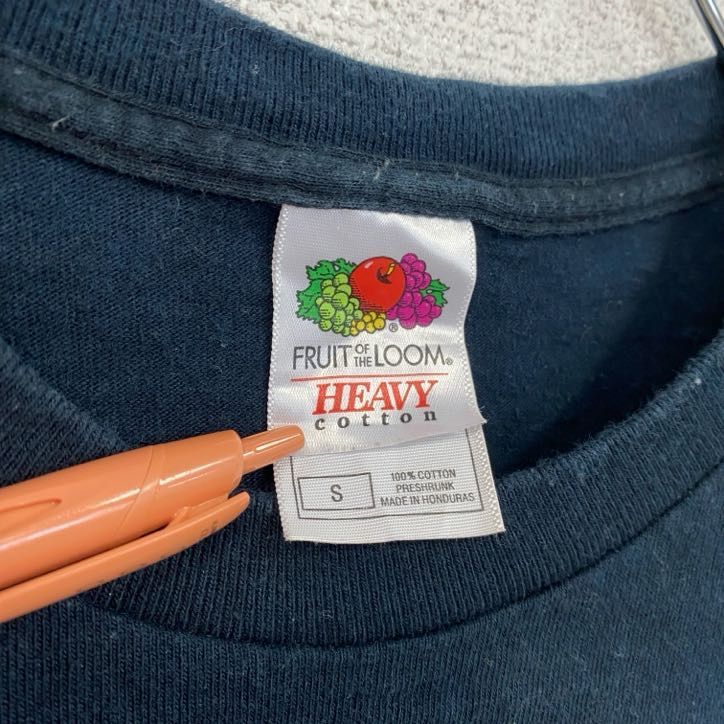 FRUIT OF THE LOOM®
HEAVY
cotton
S
100% COTTON
PRESHRUNK
MADE IN HONDURAS